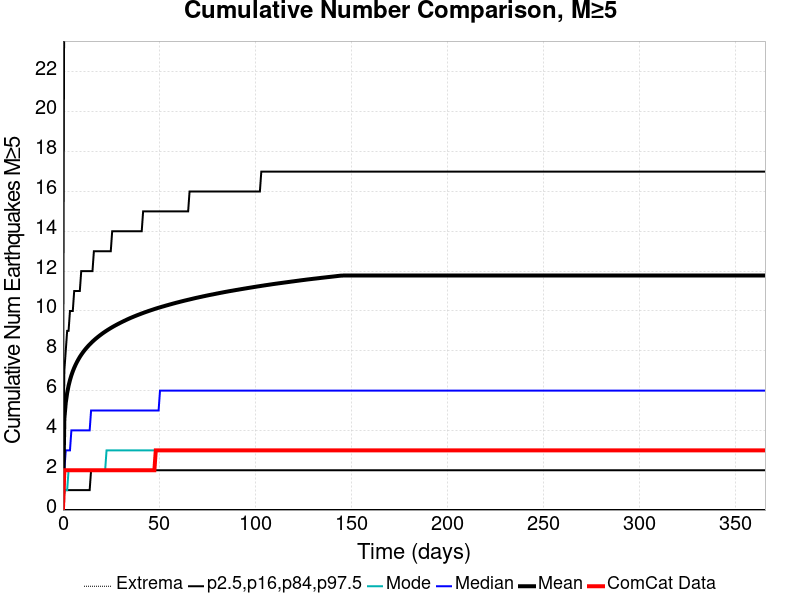 Cumulative Number Comparison, M≥5
Cumulative Num Earthquakes M≥5
22
20
18
16
14
12
10
8
6
4
2
0
0 50 100 150 200 250 300 350
Time (days)
Extrema p2.5,p16,p84,p97.5 Mode Median Mean ComCat Data